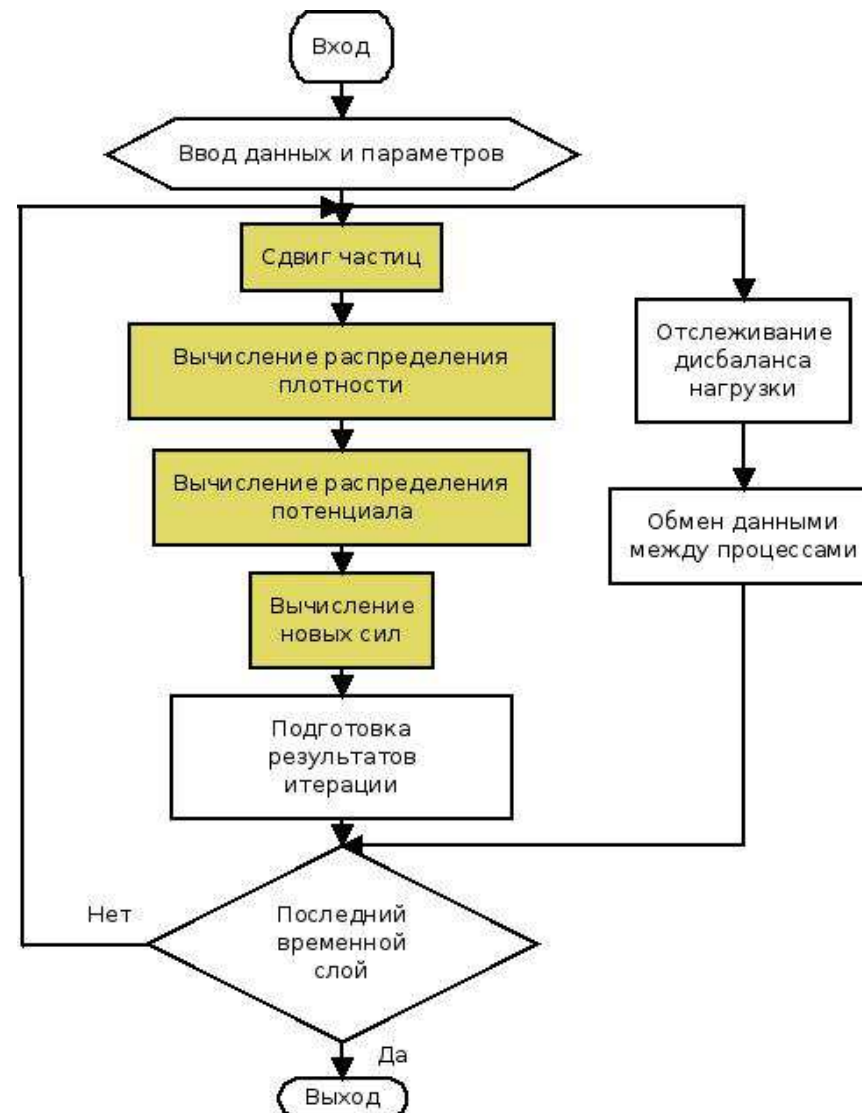 Вход
Ввод данных и параметров
Сдвиг частиц
Вычисление распределения
плотности
Вычисление распределения
потенциала
Вычисление
новых сил
Подготовка
результатов
итерации
Отслеживание
дисбаланса
нагрузки
Обмен данными
между процессами
Нет
Последний
временной
слой
Да
Выход